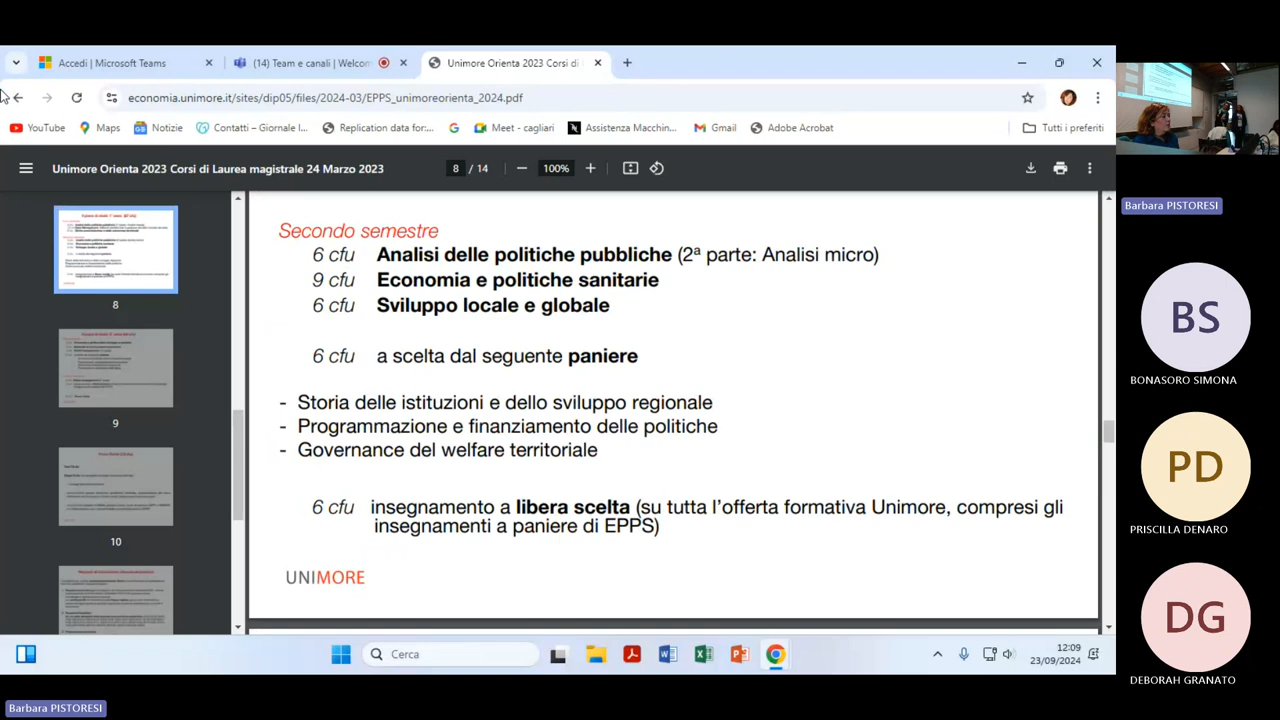 Accedi | Microsoft Teams
(14) Team e canali | Welcom
Unimore Orienta 2023 Corsi di L
economia.unimore.it/sites/dip05/files/2024-03/EPPS_unimoreorienta_2024.pdf
YouTube
Maps
Notizie
Contatti – Giornale l...
Replication data for:...
Meet - cagliari
Assistenza Macchin...
Gmail
Adobe Acrobat
Tutti i preferiti
Unimore Orienta 2023 Corsi di Laurea magistrale 24 Marzo 2023
8 / 14
100%
8
9
10
Secondo semestre
6 cfu Analisi delle politiche pubbliche (2ª parte: Analisi micro)
9 cfu Economia e politiche sanitarie
6 cfu Sviluppo locale e globale
6 cfu a scelta dal seguente paniere
- Storia delle istituzioni e dello sviluppo regionale
- Programmazione e finanziamento delle politiche
- Governance del welfare territoriale
6 cfu insegnamento a libera scelta (su tutta l'offerta formativa Unimore, compresi gli
insegnamenti a paniere di EPPS)
UNIMORE
Cerca
12:09
23/09/2024
Barbara PISTORESI
BS
BONASORO SIMONA
PD
PRISCILLA DENARO
DG
DEBORAH GRANATO
Barbara PISTORESI